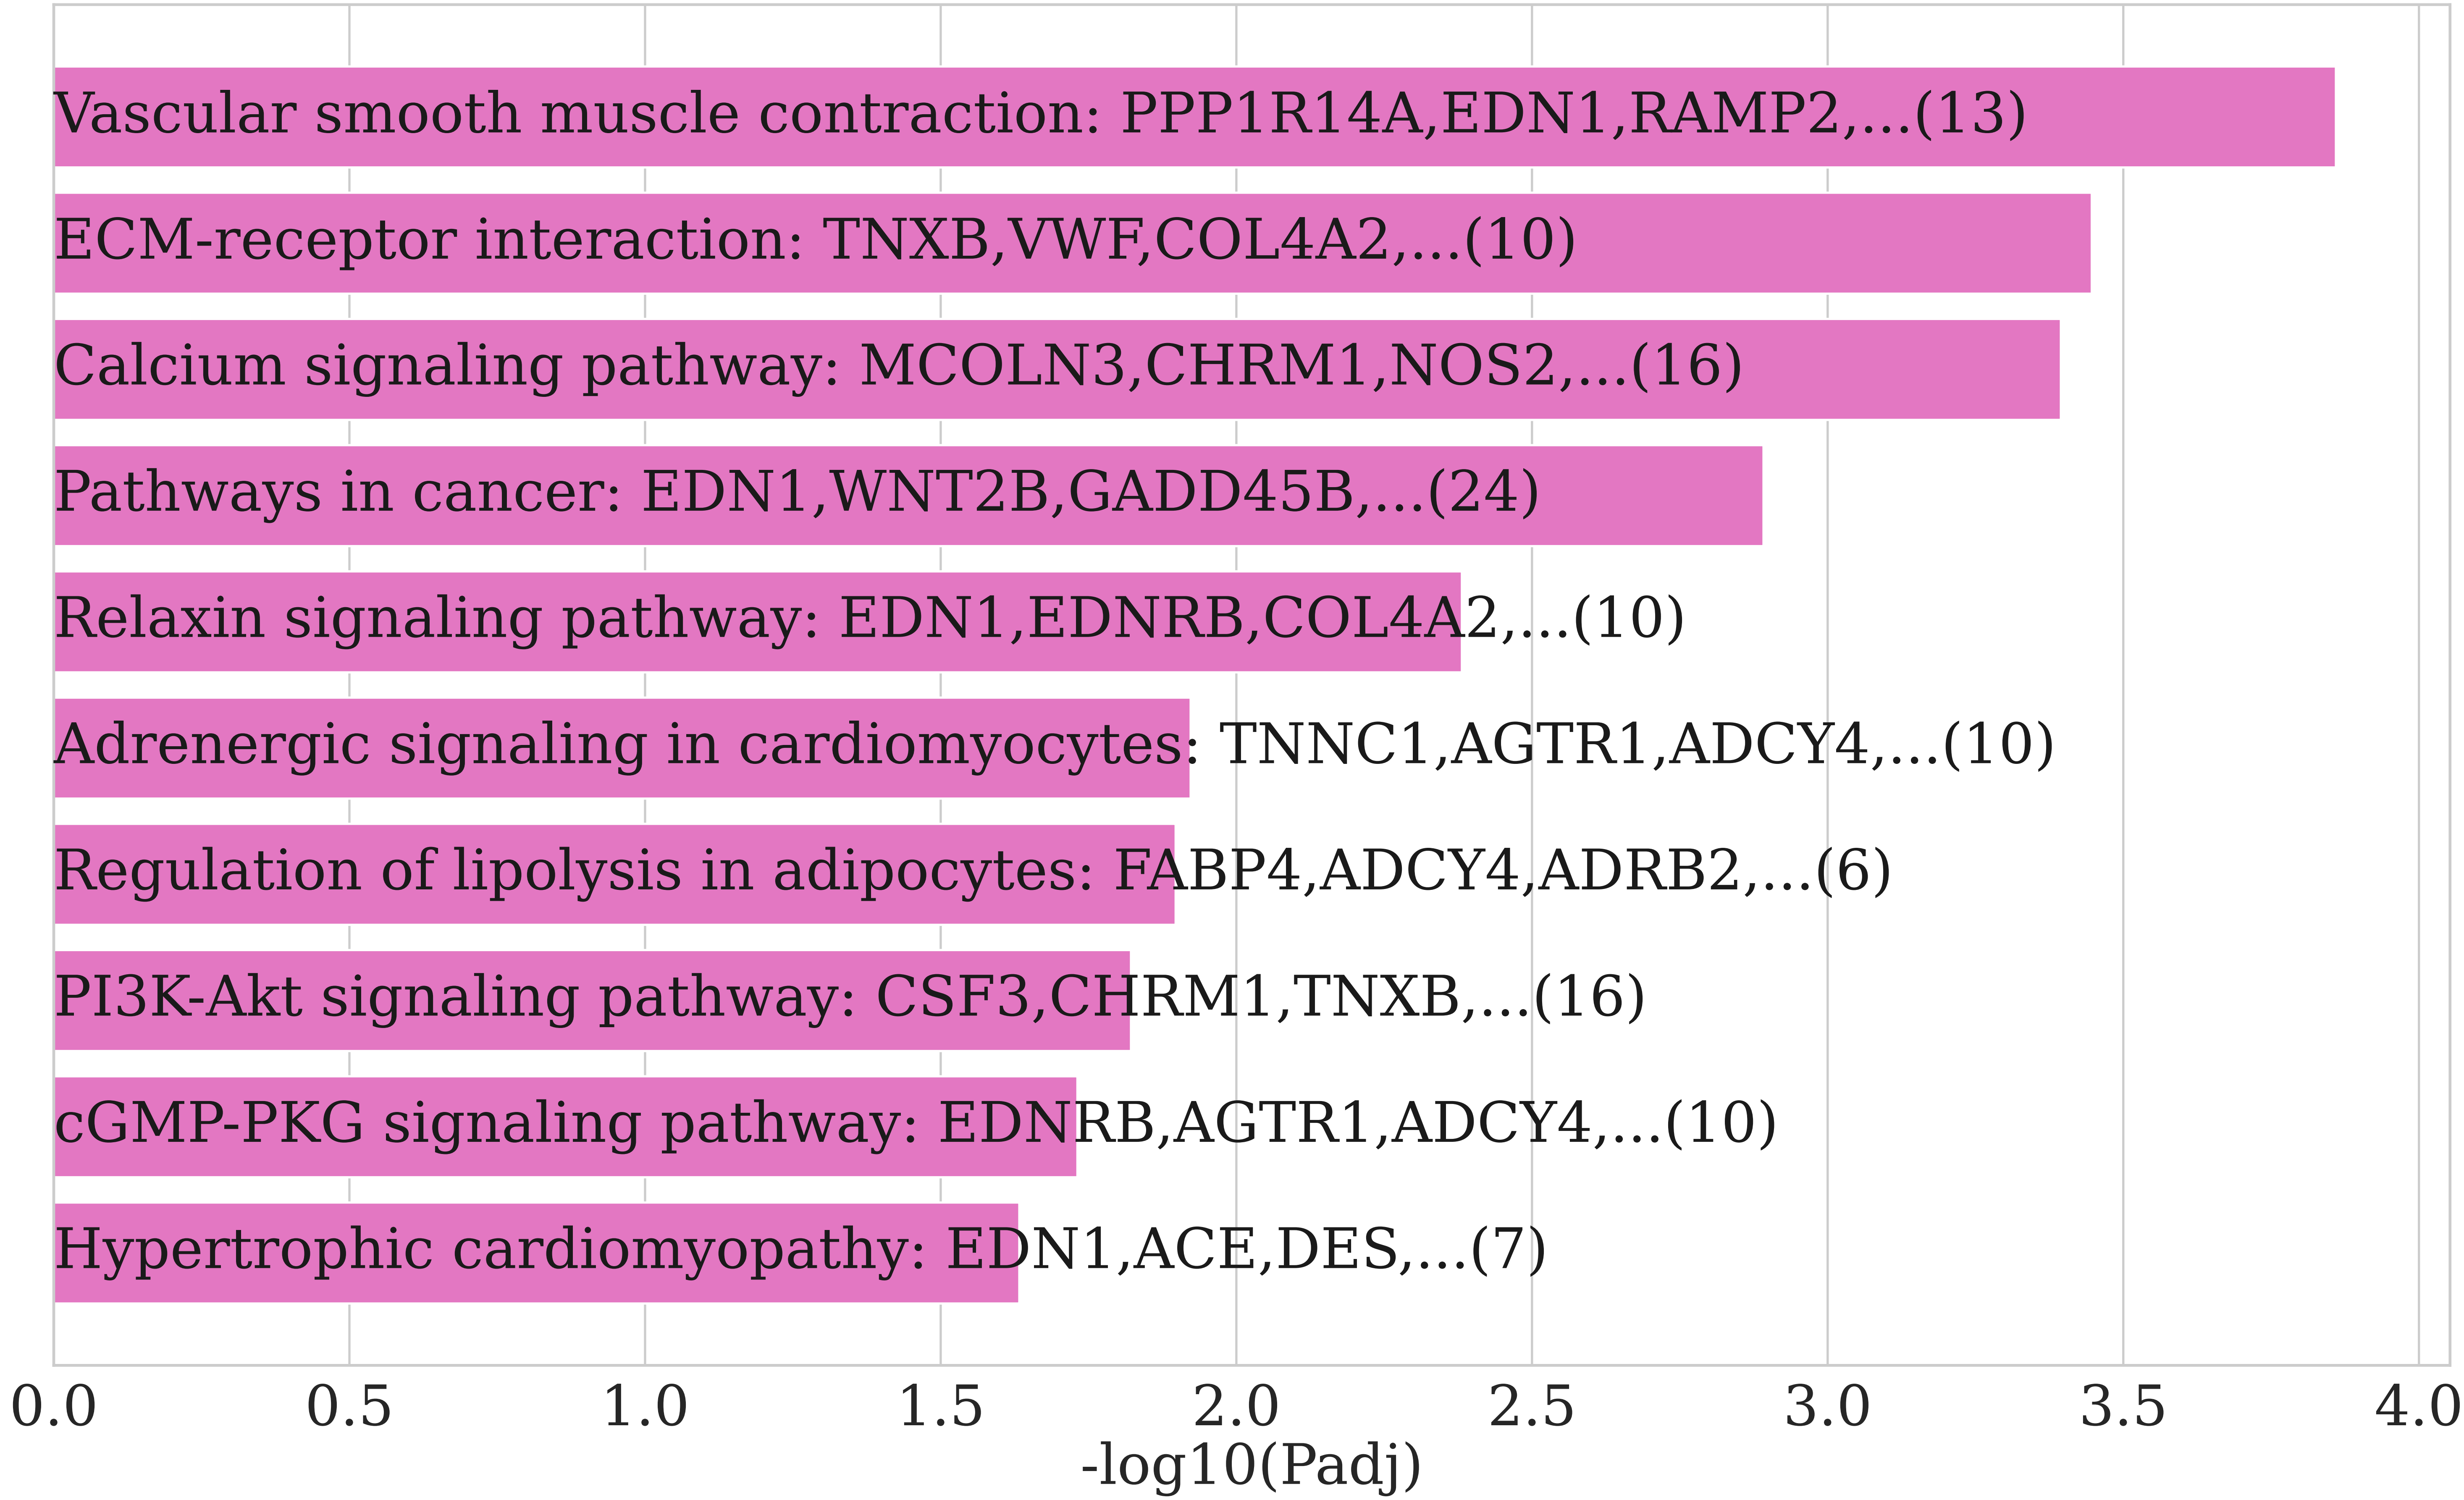 Vascular smooth muscle contraction: PPP1R14A,EDN1,RAMP2,...(13)
ECM-receptor interaction: TNXB,VWF,COL4A2,...(10)
Calcium signaling pathway: MCOLN3,CHRM1,NOS2,...(16)
Pathways in cancer: EDN1,WNT2B,GADD45B,...(24)
Relaxin signaling pathway: EDN1,EDNRB,COL4A2,...(10)
Adrenergic signaling in cardiomyocytes: TNNC1,AGTR1,ADCY4,...(10)
Regulation of lipolysis in adipocytes: FABP4,ADCY4,ADRB2,...(6)
PI3K-Akt signaling pathway: CSF3,CHRM1,TNXB,...(16)
cGMP-PKG signaling pathway: EDNRB,AGTR1,ADCY4,...(10)
Hypertrophic cardiomyopathy: EDN1,ACE,DES,...(7)
0.0 0.5 1.0 1.5 2.0 2.5 3.0 3.5 4.0
-log10(Padj)